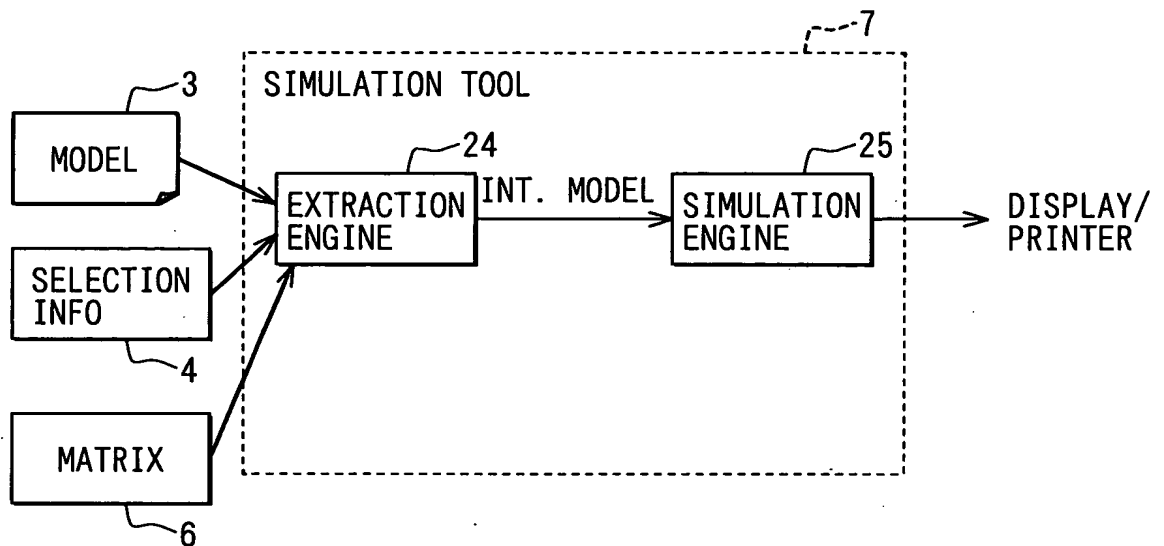 7
SIMULATION TOOL
3
MODEL
24
EXTRACTION
ENGINE
INT. MODEL
25
SIMULATION
ENGINE
DISPLAY/
PRINTER
SELECTION
INFO
4
MATRIX
6